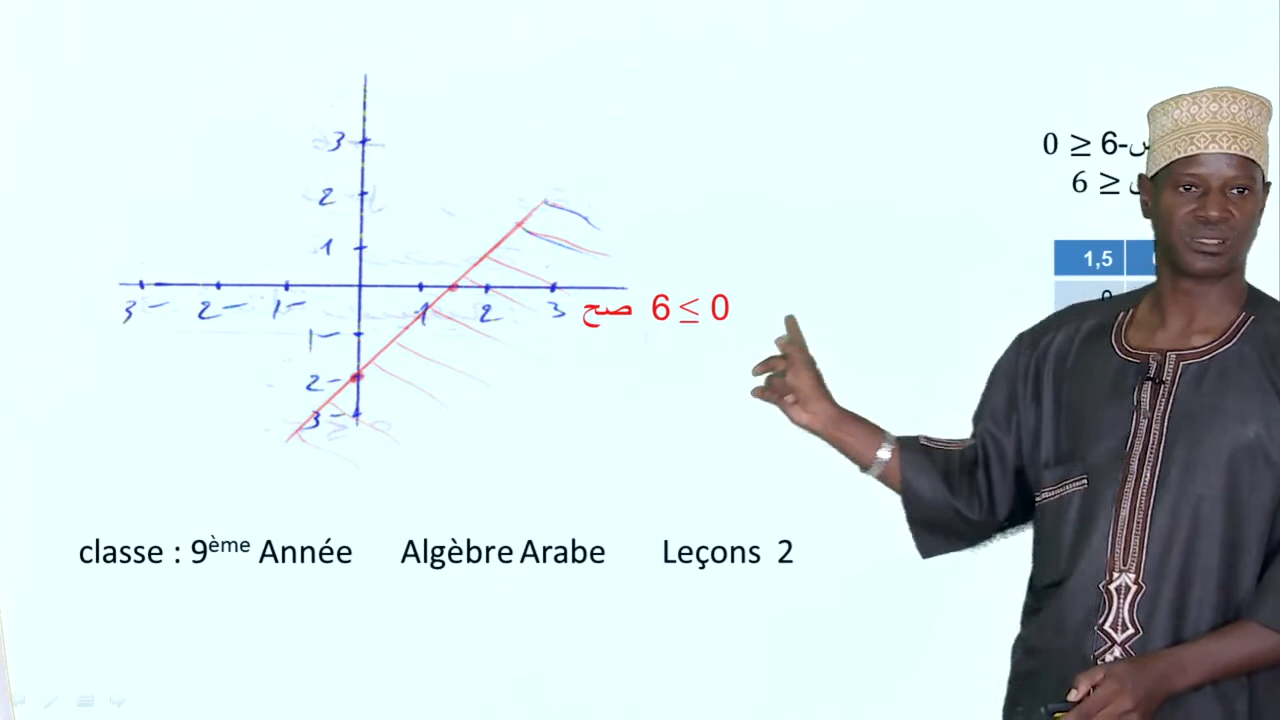 3
2
1
3- 2- 1- 1 2 3
صح 6 ≤ 0
1-
2-
3-
0 ≥ 6-س
6 ≥
1,5
0
classe : 9ème Année Algèbre Arabe Leçons 2